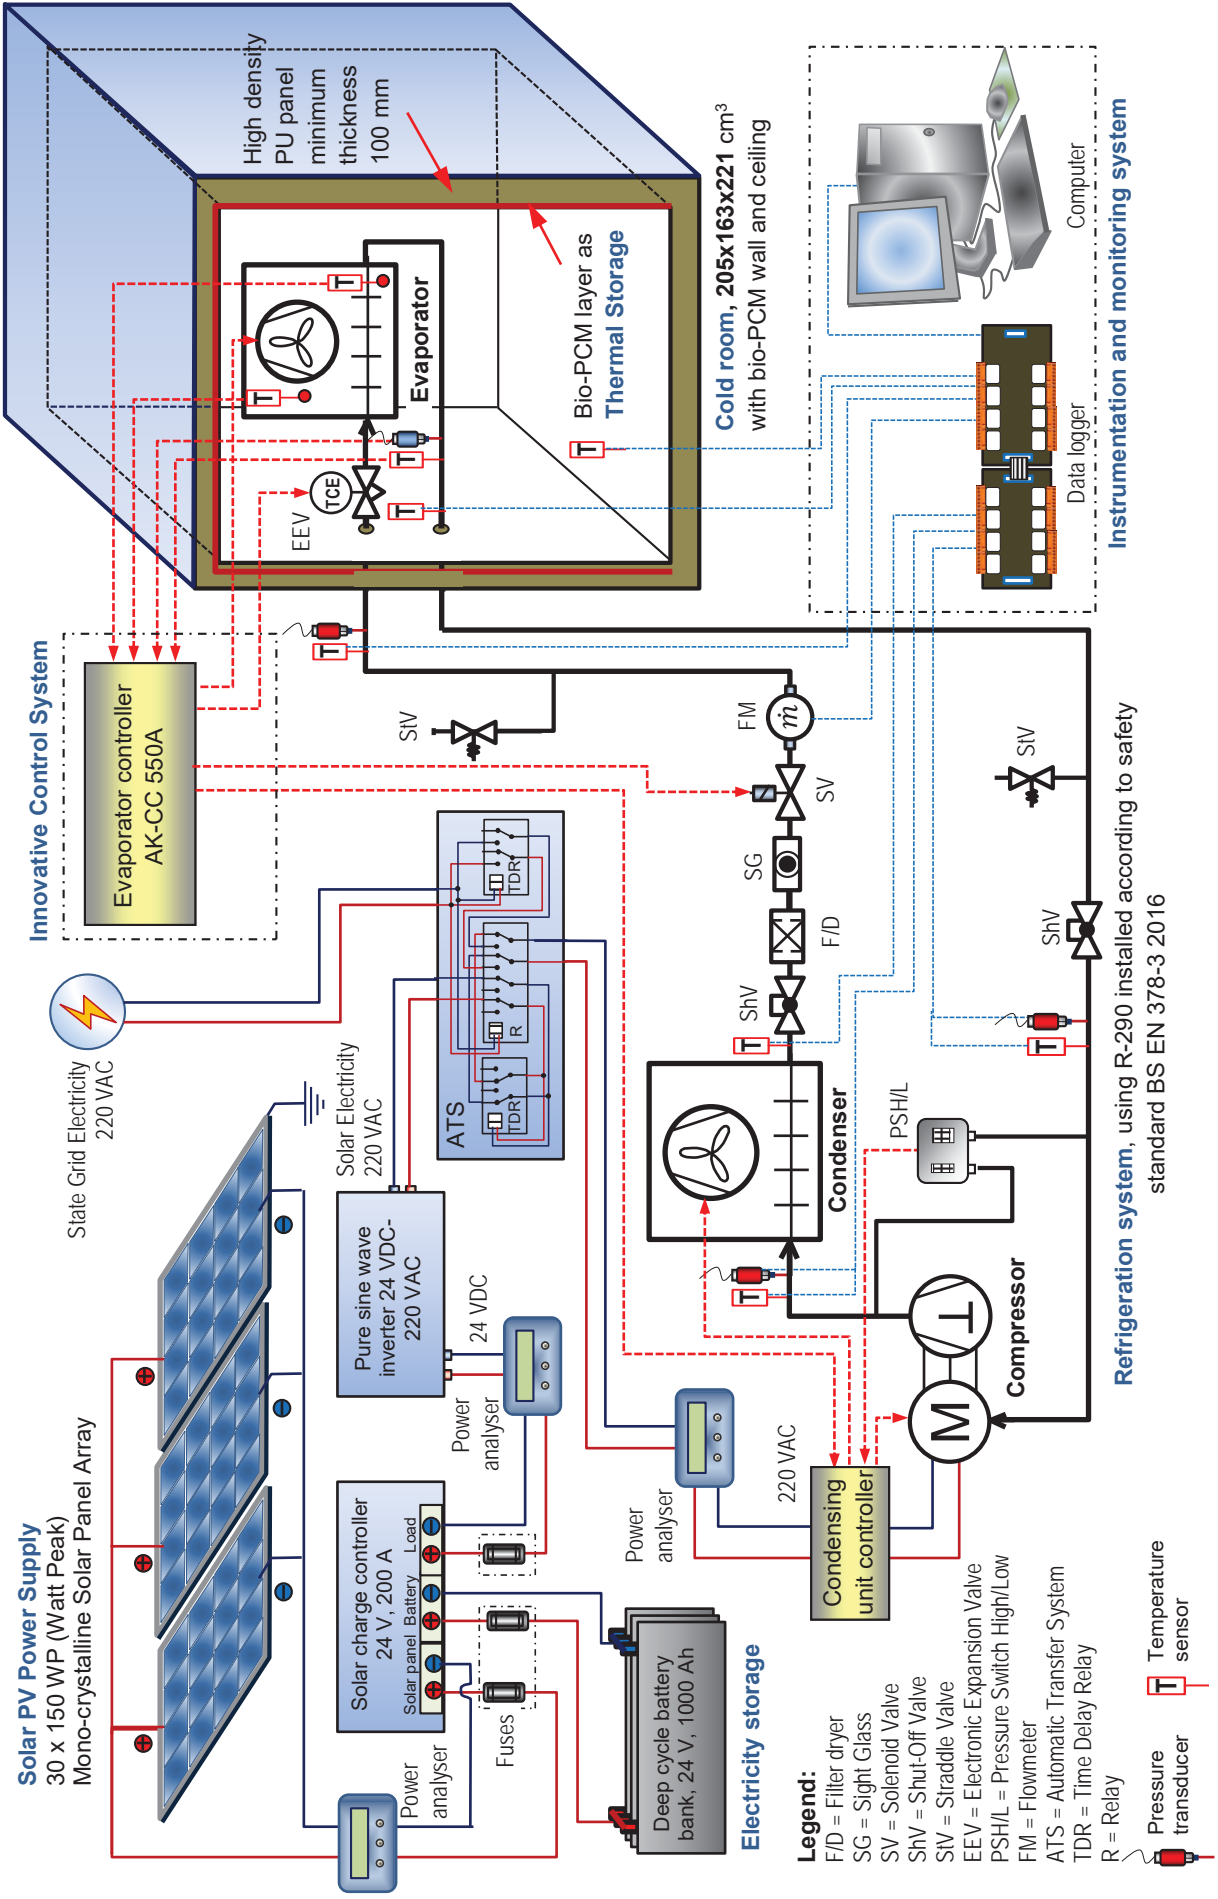 Solar PV Power Supply
30 x 150 WP (Watt Peak)
Mono-crystalline Solar Panel Array
State Grid Electricity
220 VAC
Innovative Control System
Evaporator controller
AK-CC 550A
High density
PU panel
minimum
thickness
100 mm
Power
analyser
Solar charge controller
24 V, 200 A
Solar panel
Battery
Load
Fuses
Power
analyser
24 VDC
Pure sine wave
inverter 24 VDC-
220 VAC
Solar Electricity
220 VAC
ATS
TDR
R
TDR
StV
EEV
TCE
T
T
T
T
Evaporator
Bio-PCM layer as
Thermal Storage
T
T
Cold room, 205x163x221 cm³
with bio-PCM wall and ceiling
Deep cycle battery
bank, 24 V, 1000 Ah
Electricity storage
Power
analyser
220 VAC
Condensing
unit controller
T
Condenser
T
ShV
F/D
SG
SV
FM
ṁ
M
Compressor
PSH/L
T
ShV
StV
Data logger
Computer
Instrumentation and monitoring system
Refrigeration system, using R-290 installed according to safety
standard BS EN 378-3 2016
Legend:
F/D = Filter dryer
SG = Sight Glass
SV = Solenoid Valve
ShV = Shut-Off Valve
StV = Straddle Valve
EEV = Electronic Expansion Valve
PSH/L = Pressure Switch High/Low
FM = Flowmeter
ATS = Automatic Transfer System
TDR = Time Delay Relay
R = Relay
Pressure
transducer
T
Temperature
sensor